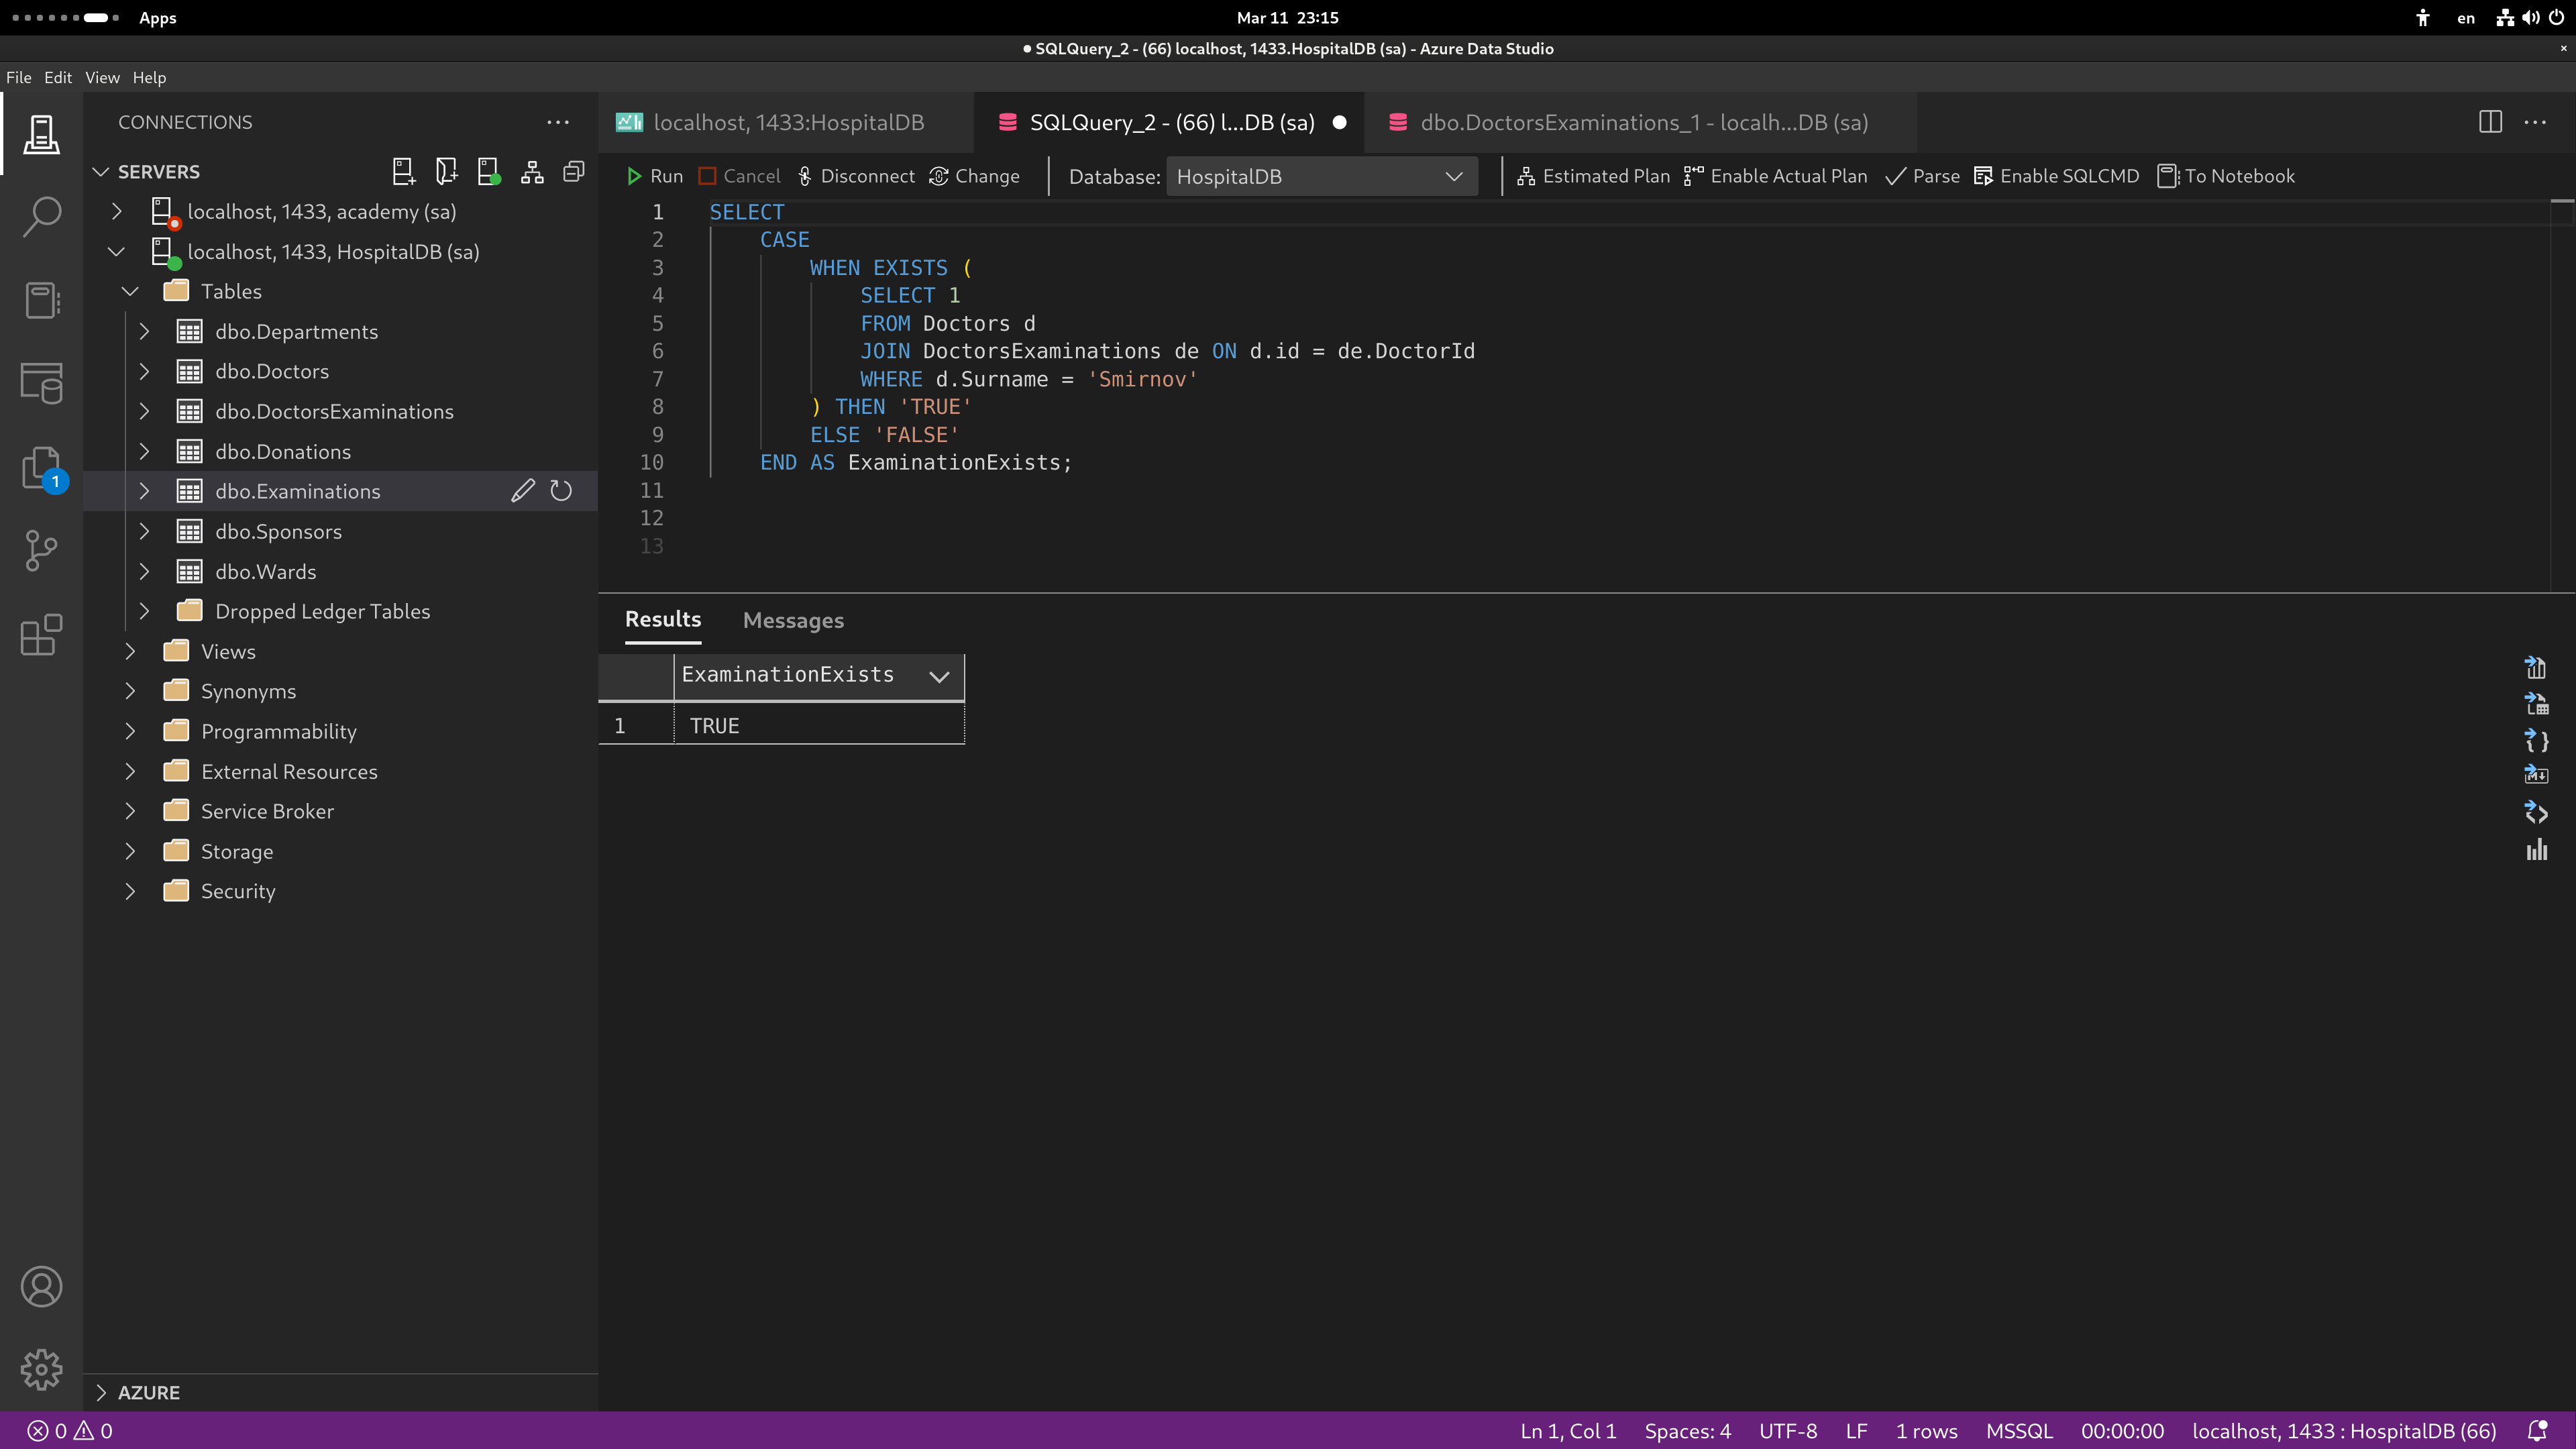 Apps
Mar 11 23:15
en
SQLQuery_2 - (66) localhost, 1433.HospitalDB (sa) - Azure Data Studio
File Edit View Help
CONNECTIONS
SERVERS
localhost, 1433, academy (sa)
localhost, 1433, HospitalDB (sa)
Tables
dbo.Departments
dbo.Doctors
dbo.DoctorsExaminations
dbo.Donations
dbo.Examinations
dbo.Sponsors
dbo.Wards
Dropped Ledger Tables
Views
Synonyms
Programmability
External Resources
Service Broker
Storage
Security
AZURE
1
localhost, 1433:HospitalDB
SQLQuery_2 - (66) l...DB (sa)
dbo.DoctorsExaminations_1 - localh...DB (sa)
Run Cancel Disconnect Change Database: HospitalDB Estimated Plan Enable Actual Plan Parse Enable SQLCMD To Notebook
1 SELECT
2 CASE
3 WHEN EXISTS (
4 SELECT 1
5 FROM Doctors d
6 JOIN DoctorsExaminations de ON d.id = de.DoctorId
7 WHERE d.Surname = 'Smirnov'
8 ) THEN 'TRUE'
9 ELSE 'FALSE'
10 END AS ExaminationExists;
11
12
13
Results Messages
ExaminationExists
1 TRUE
0 0
Ln 1, Col 1 Spaces: 4 UTF-8 LF 1 rows MSSQL 00:00:00 localhost, 1433 : HospitalDB (66)